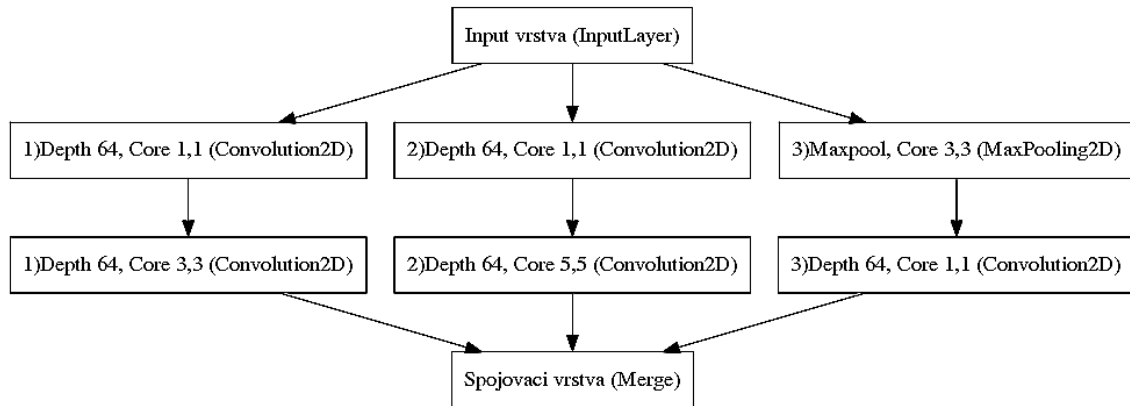 Input vrstva (InputLayer)
1)Depth 64, Core 1,1 (Convolution2D)
2)Depth 64, Core 1,1 (Convolution2D)
3)Maxpool, Core 3,3 (MaxPooling2D)
1)Depth 64, Core 3,3 (Convolution2D)
2)Depth 64, Core 5,5 (Convolution2D)
3)Depth 64, Core 1,1 (Convolution2D)
Spojovaci vrstva (Merge)